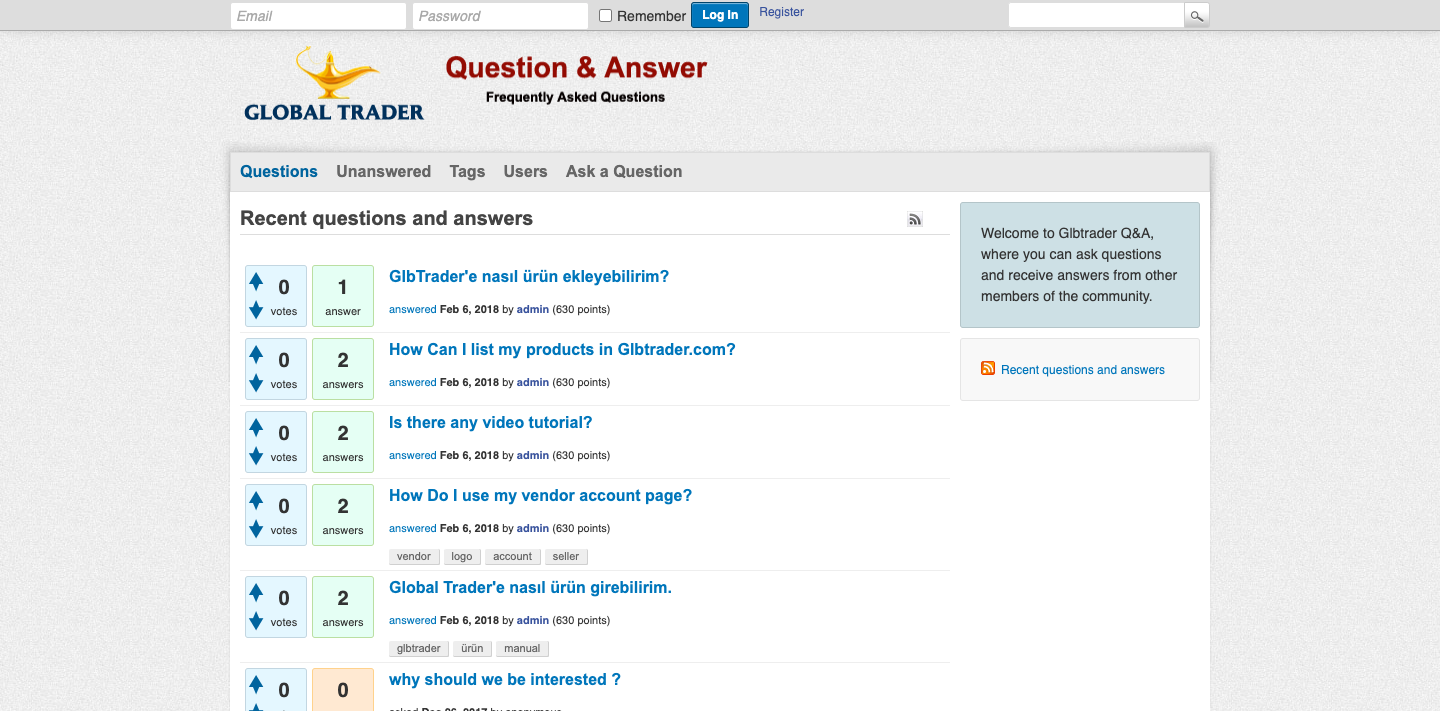 Email Password Remember Log In Register
GLOBAL TRADER
Question & Answer
Frequently Asked Questions
Questions Unanswered Tags Users Ask a Question
Recent questions and answers
0 votes
1 answer
GlbTrader'e nasıl ürün ekleyebilirim?
answered Feb 6, 2018 by admin (630 points)
0 votes
2 answers
How Can I list my products in Glbtrader.com?
answered Feb 6, 2018 by admin (630 points)
0 votes
2 answers
Is there any video tutorial?
answered Feb 6, 2018 by admin (630 points)
0 votes
2 answers
How Do I use my vendor account page?
answered Feb 6, 2018 by admin (630 points)
vendor logo account seller
0 votes
2 answers
Global Trader'e nasıl ürün girebilirim.
answered Feb 6, 2018 by admin (630 points)
glbtrader ürün manual
0
0
why should we be interested ?
asked Dec 26, 2017 by anonymous
Welcome to Glbtrader Q&A,
where you can ask questions
and receive answers from other
members of the community.
Recent questions and answers